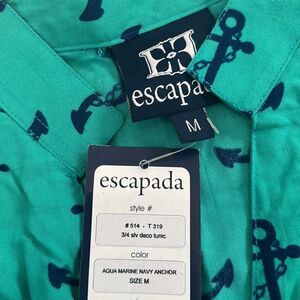 escapada
M
escapada
style #
# 514 - T 319
3/4 slv deco tunic
color
AQUA MARINE NAVY ANCHOR
SIZE M